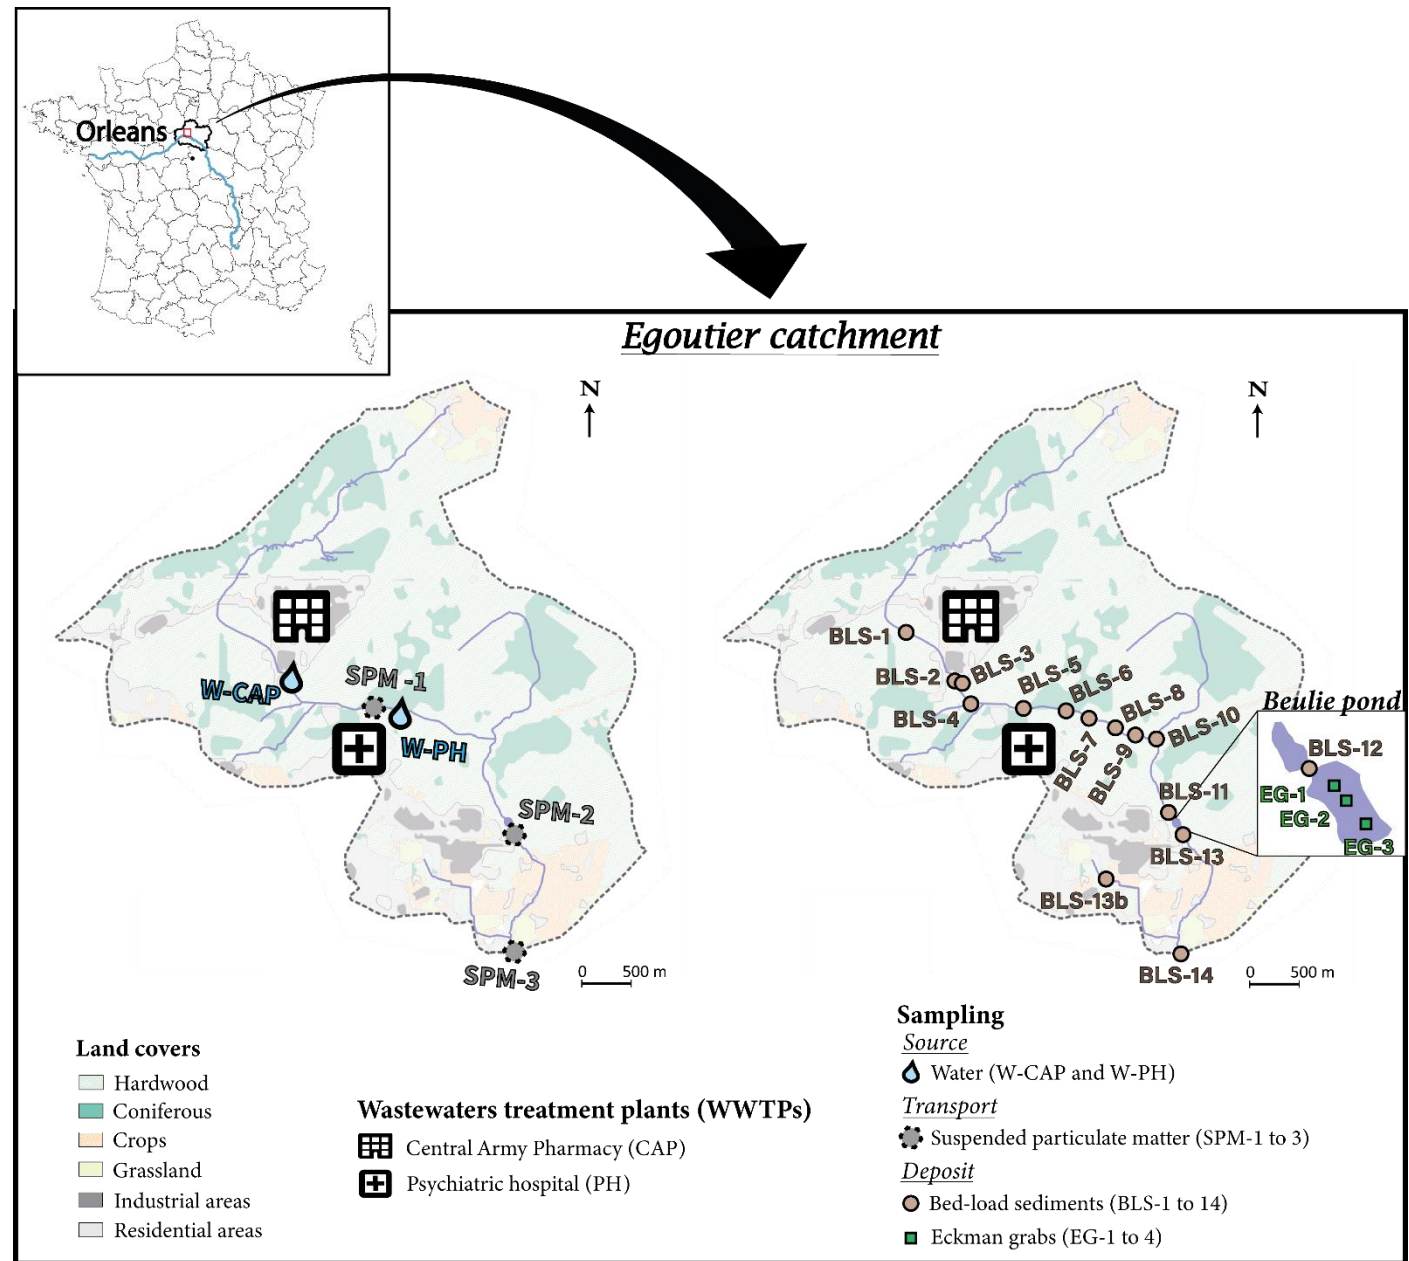 Orleans
Egoutier catchment
N
W-CAP
SPM -1
W-PH
SPM-2
SPM-3
0 500 m
N
BLS-1
BLS-2
BLS-3
BLS-4
BLS-5
BLS-6
BLS-7
BLS-8
BLS-9
BLS-10
Beulie pond
BLS-12
EG-1
EG-2
EG-3
BLS-11
BLS-13
BLS-13b
BLS-14
0 500 m
Land covers
Hardwood
Coniferous
Crops
Grassland
Industrial areas
Residential areas
Wastewaters treatment plants (WWTPs)
Central Army Pharmacy (CAP)
Psychiatric hospital (PH)
Sampling
Source
Water (W-CAP and W-PH)
Transport
Suspended particulate matter (SPM-1 to 3)
Deposit
Bed-load sediments (BLS-1 to 14)
Eckman grabs (EG-1 to 4)